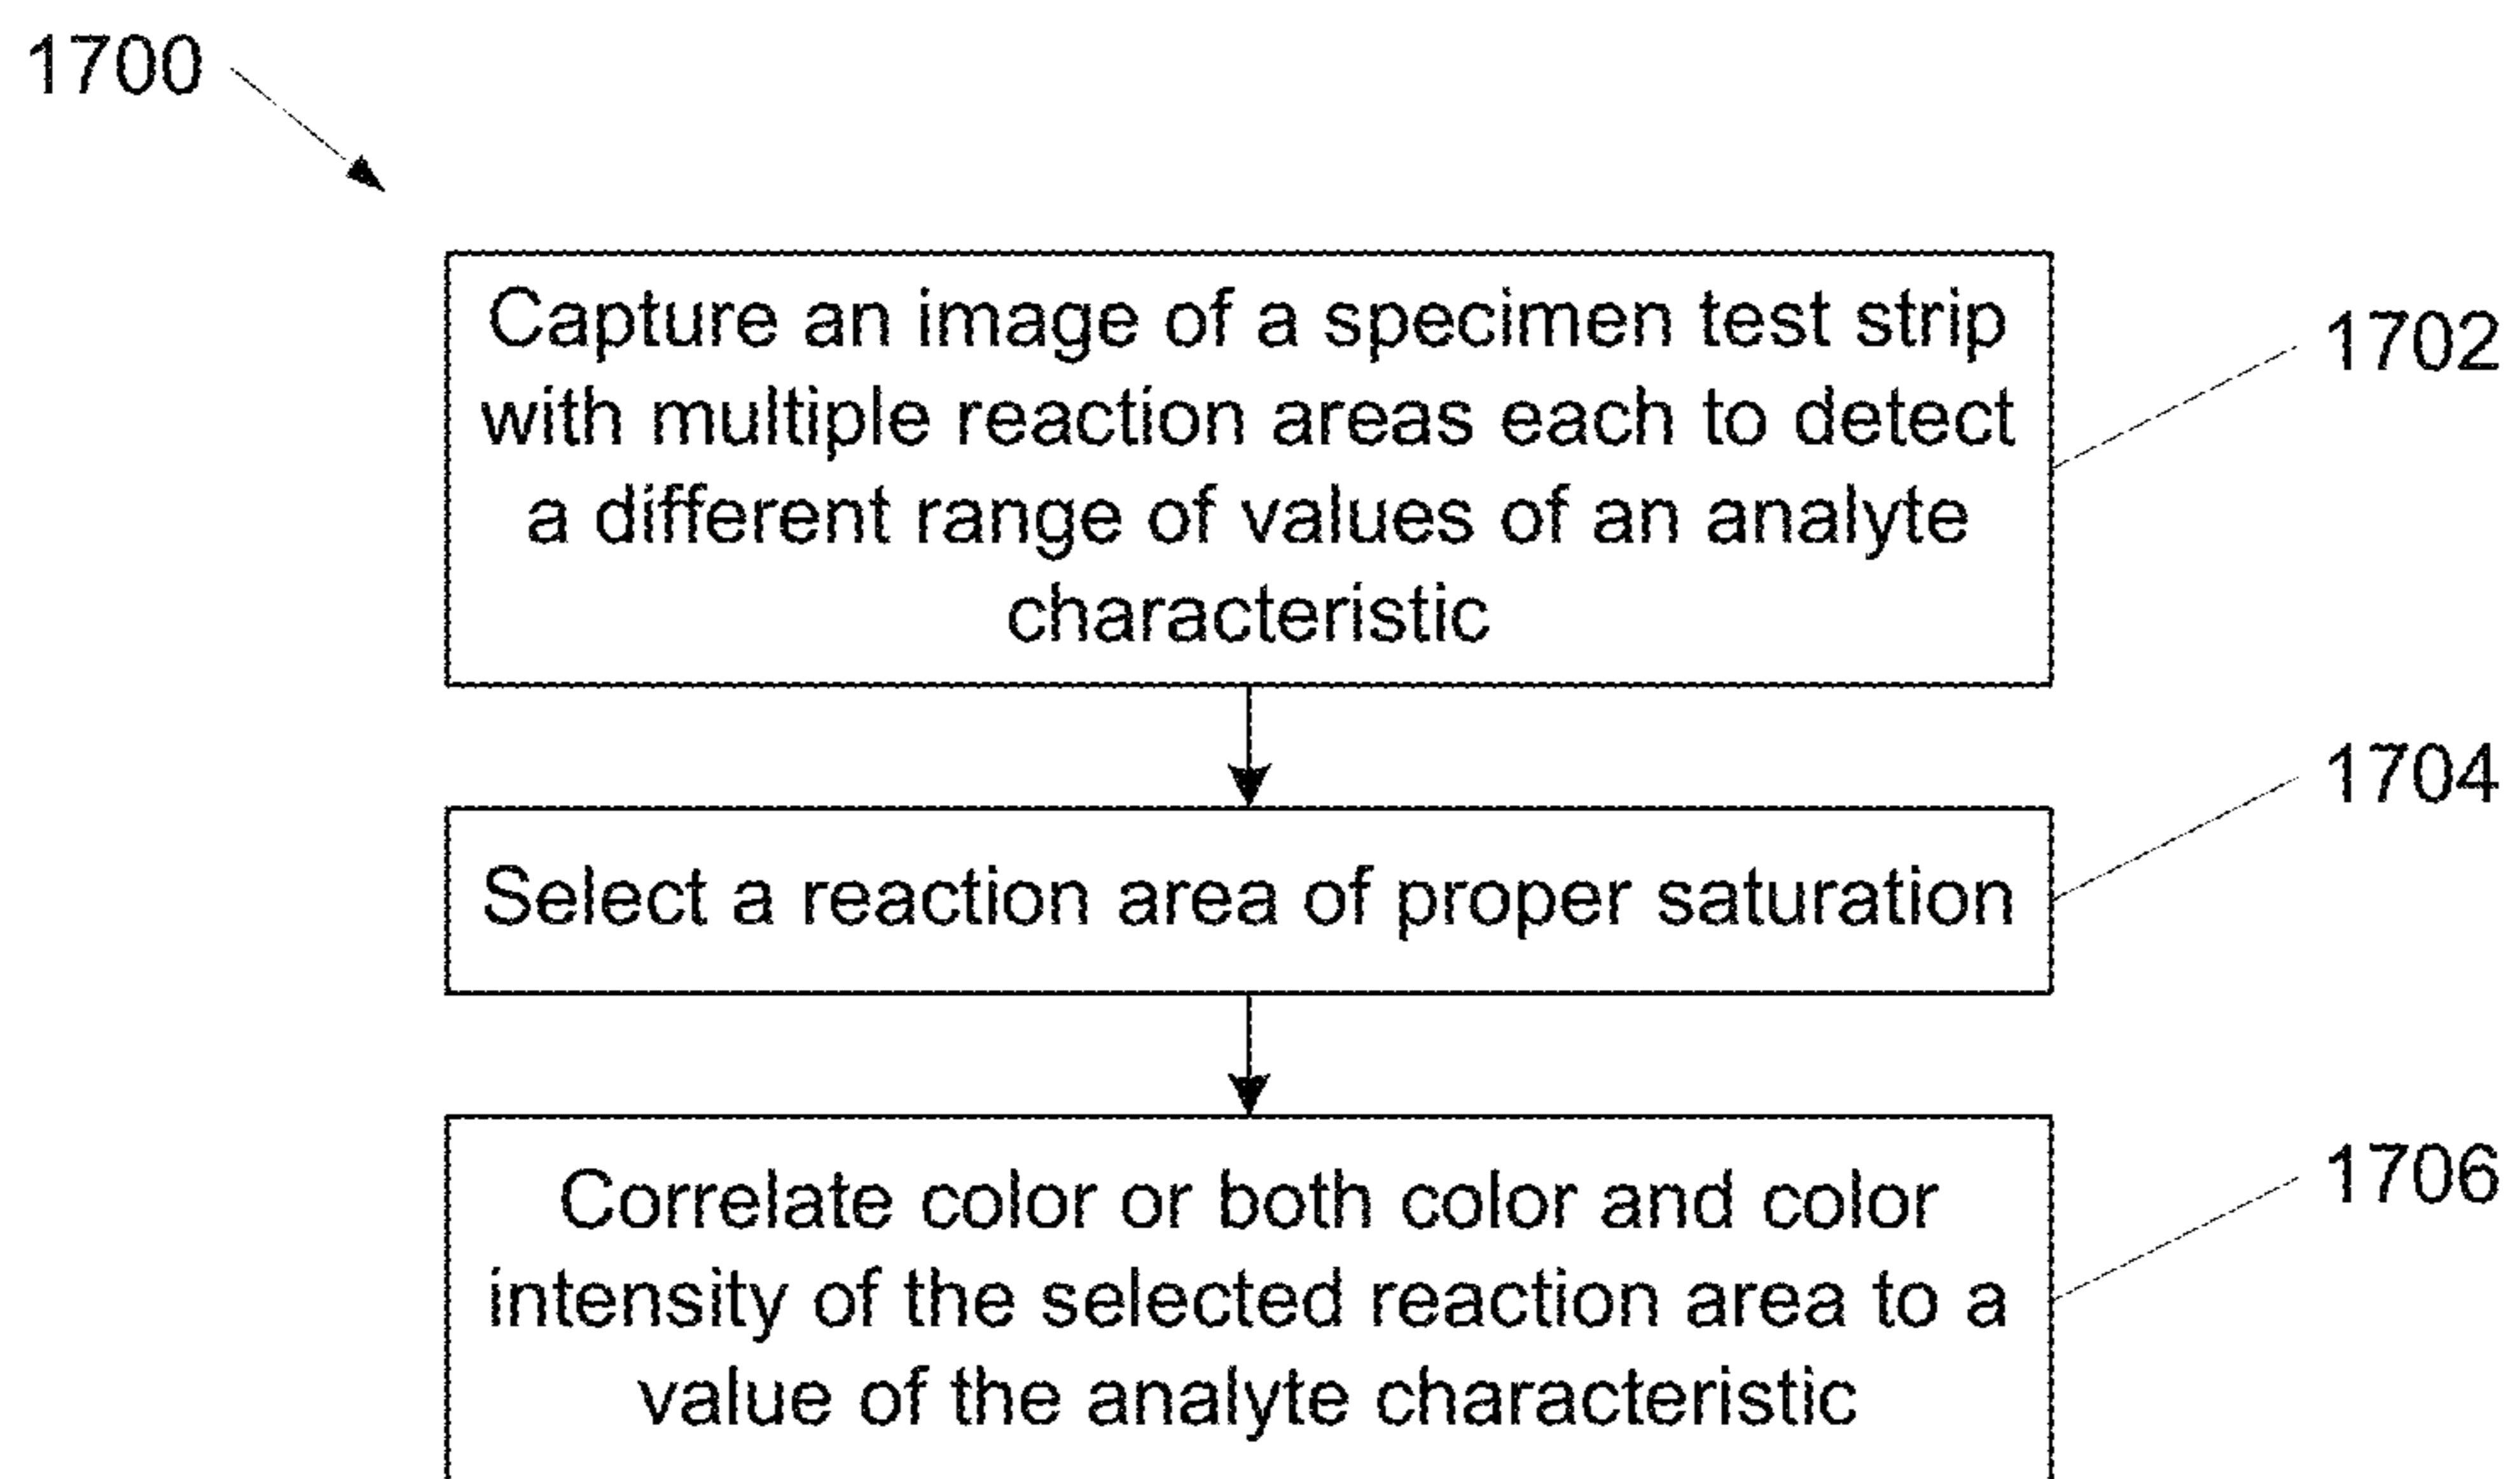 1700
Capture an image of a specimen test strip
with multiple reaction areas each to detect
a different range of values of an analyte
characteristic
1702
Select a reaction area of proper saturation
1704
Correlate color or both color and color
intensity of the selected reaction area to a
value of the analyte characteristic
1706